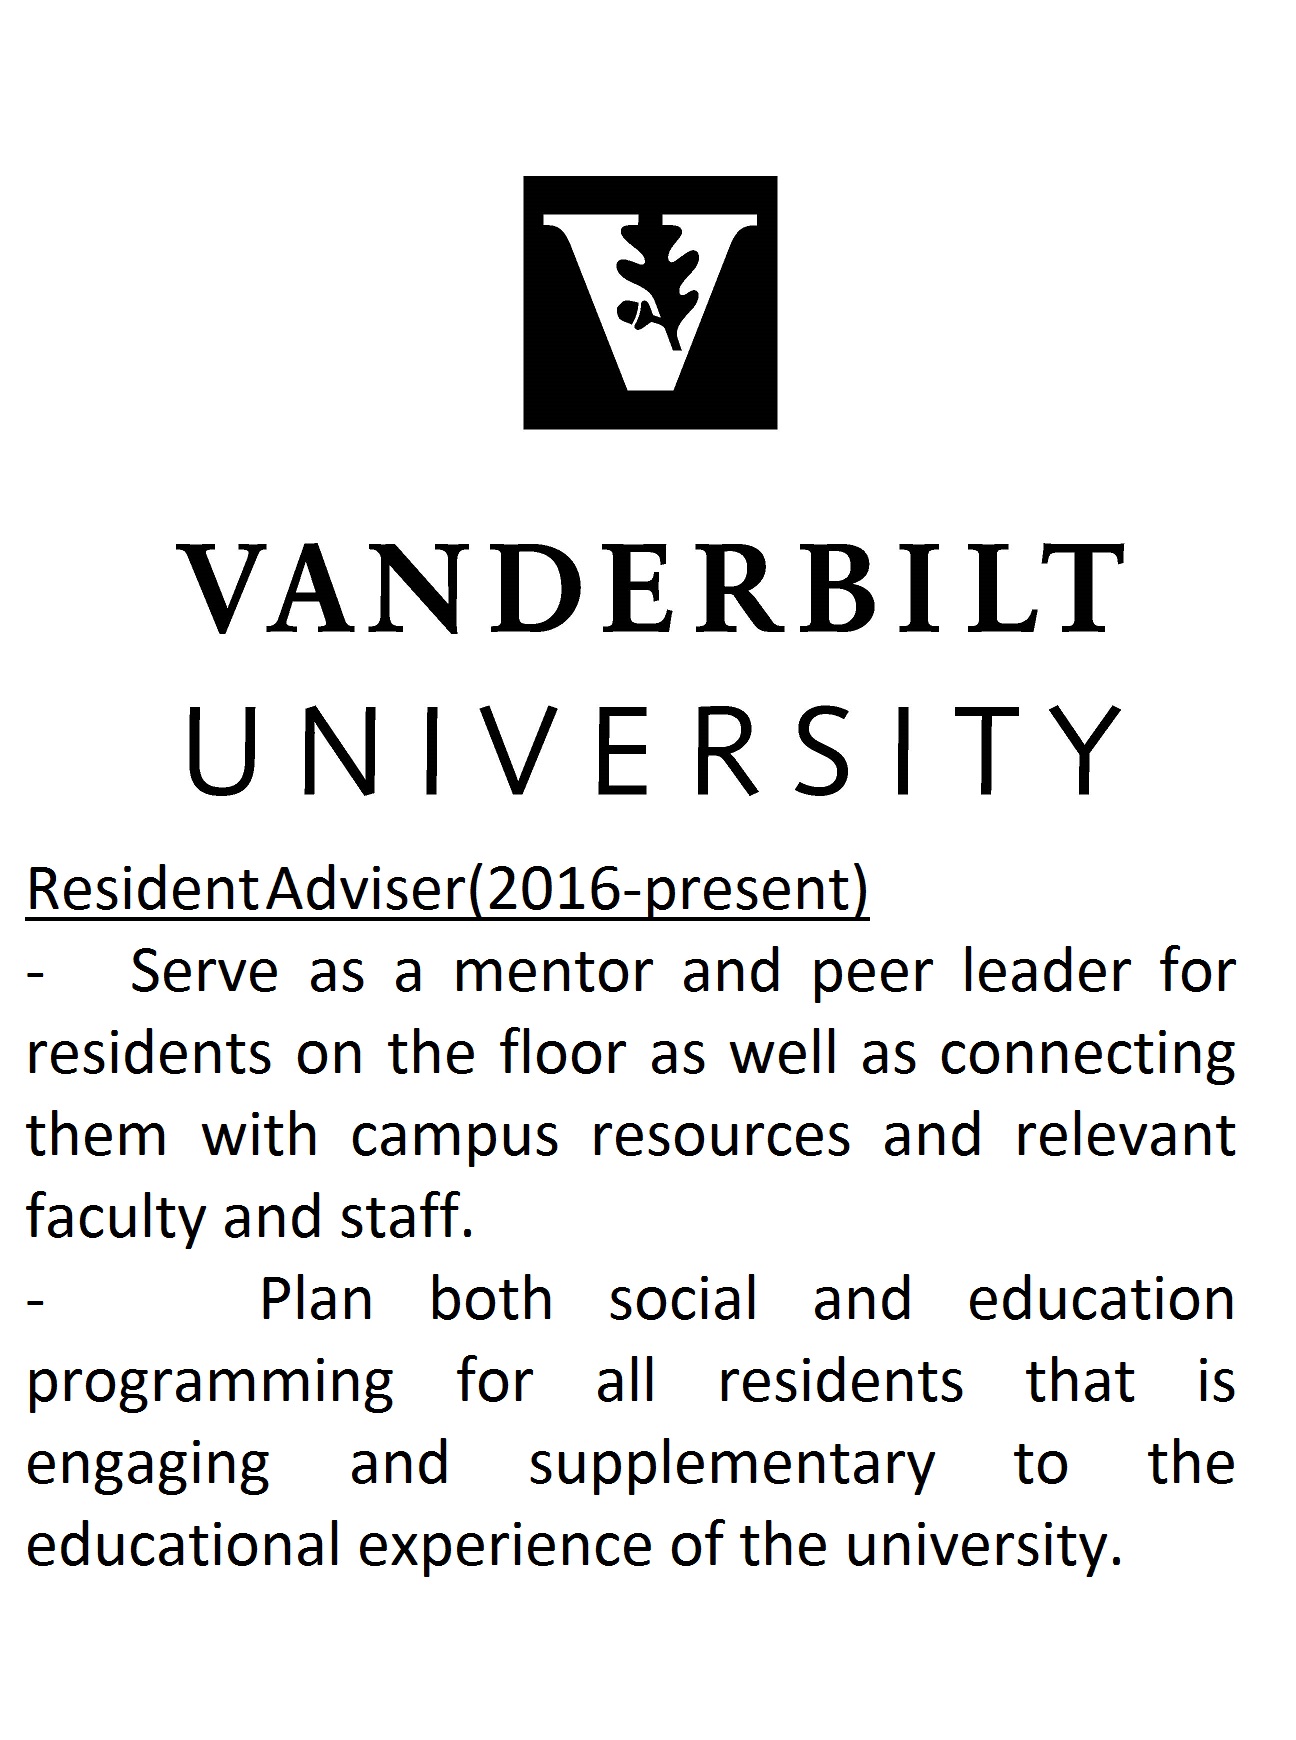 V
VANDERBILT
UNIVERSITY
Resident Adviser(2016-present)
- Serve as a mentor and peer leader for
residents on the floor as well as connecting
them with campus resources and relevant
faculty and staff.
- Plan both social and education
programming for all residents that is
engaging and supplementary to the
educational experience of the university.